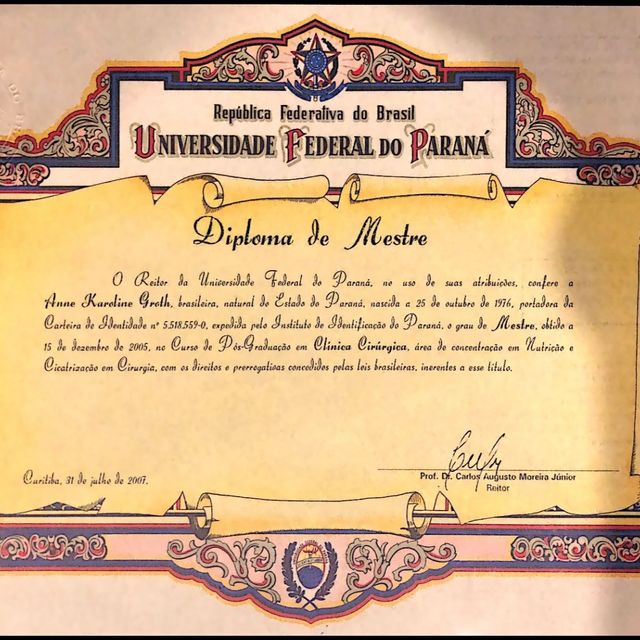 República Federativa do Brasil
UNIVERSIDADE FEDERAL DO PARANÁ
Diploma de Mestre
O Reitor da Universidade Federal do Paraná, no uso de suas atribuições, confere a
Anne Karoline Groth, brasileira, natural do Estado do Paraná, nascida a 25 de outubro de 1976, portadora da
Carteira de Identidade nº 5.518.559-0, expedida pelo Instituto de Identificação do Paraná, o grau de Mestre, obtido a
15 de dezembro de 2005, no Curso de Pós-Graduação em Clínica Cirúrgica, área de concentração em Nutrição e
Cicatrização em Cirurgia, com os direitos e prerrogativas concedidos pelas leis brasileiras, inerentes a esse título.
Curitiba, 31 de julho de 2007.
Prof. Dr. Carlos Augusto Moreira Júnior
Reitor